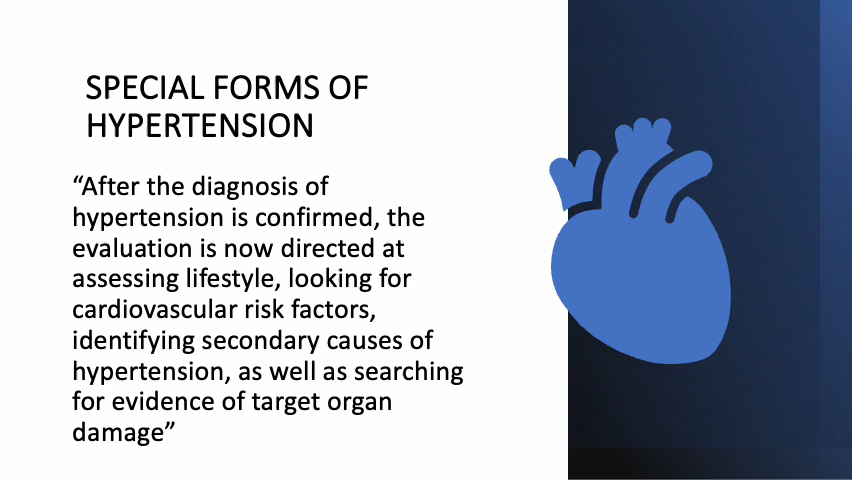 SPECIAL FORMS OF
HYPERTENSION
“After the diagnosis of
hypertension is confirmed, the
evaluation is now directed at
assessing lifestyle, looking for
cardiovascular risk factors,
identifying secondary causes of
hypertension, as well as searching
for evidence of target organ
damage”